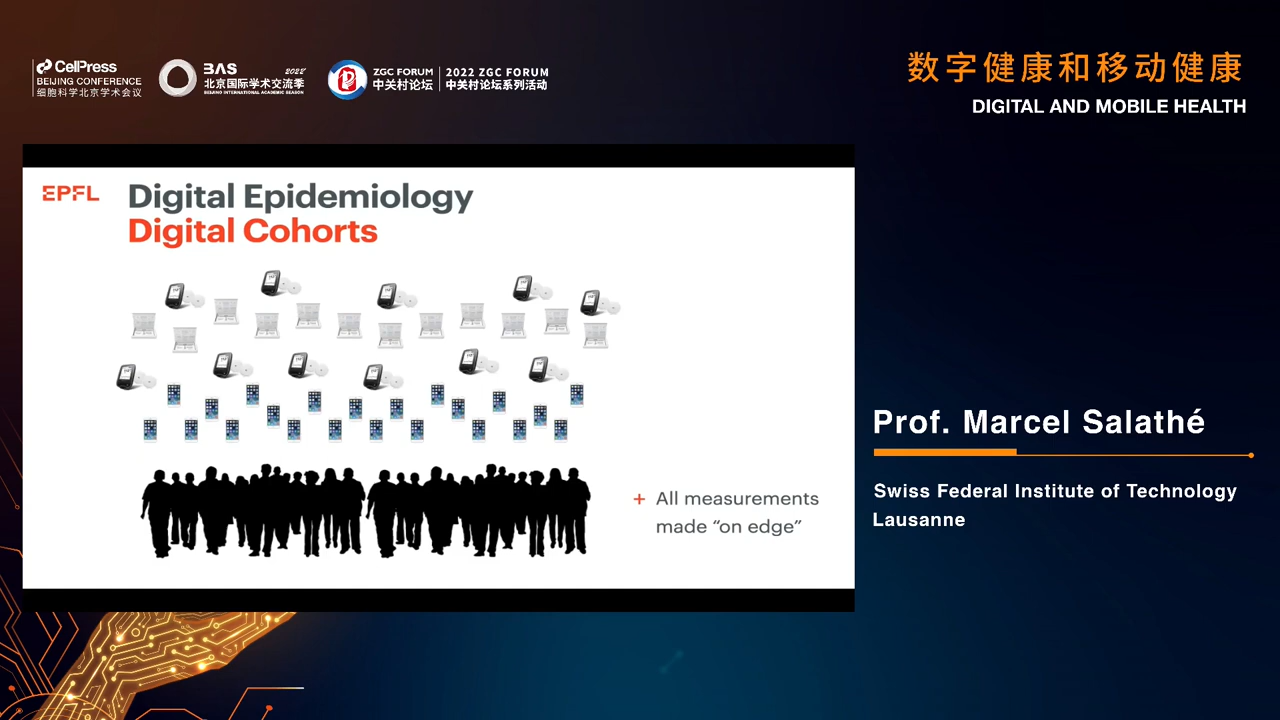 CellPress
BEIJING CONFERENCE
细胞科学北京学术会议
BAS 2022
北京国际学术交流季
BEIJING INTERNATIONAL ACADEMIC SEASON
ZGC FORUM
中关村论坛
2022 ZGC FORUM
中关村论坛系列活动
数字健康和移动健康
DIGITAL AND MOBILE HEALTH
EPFL
Digital Epidemiology
Digital Cohorts
+ All measurements
made “on edge”
Prof. Marcel Salathé
Swiss Federal Institute of Technology
Lausanne